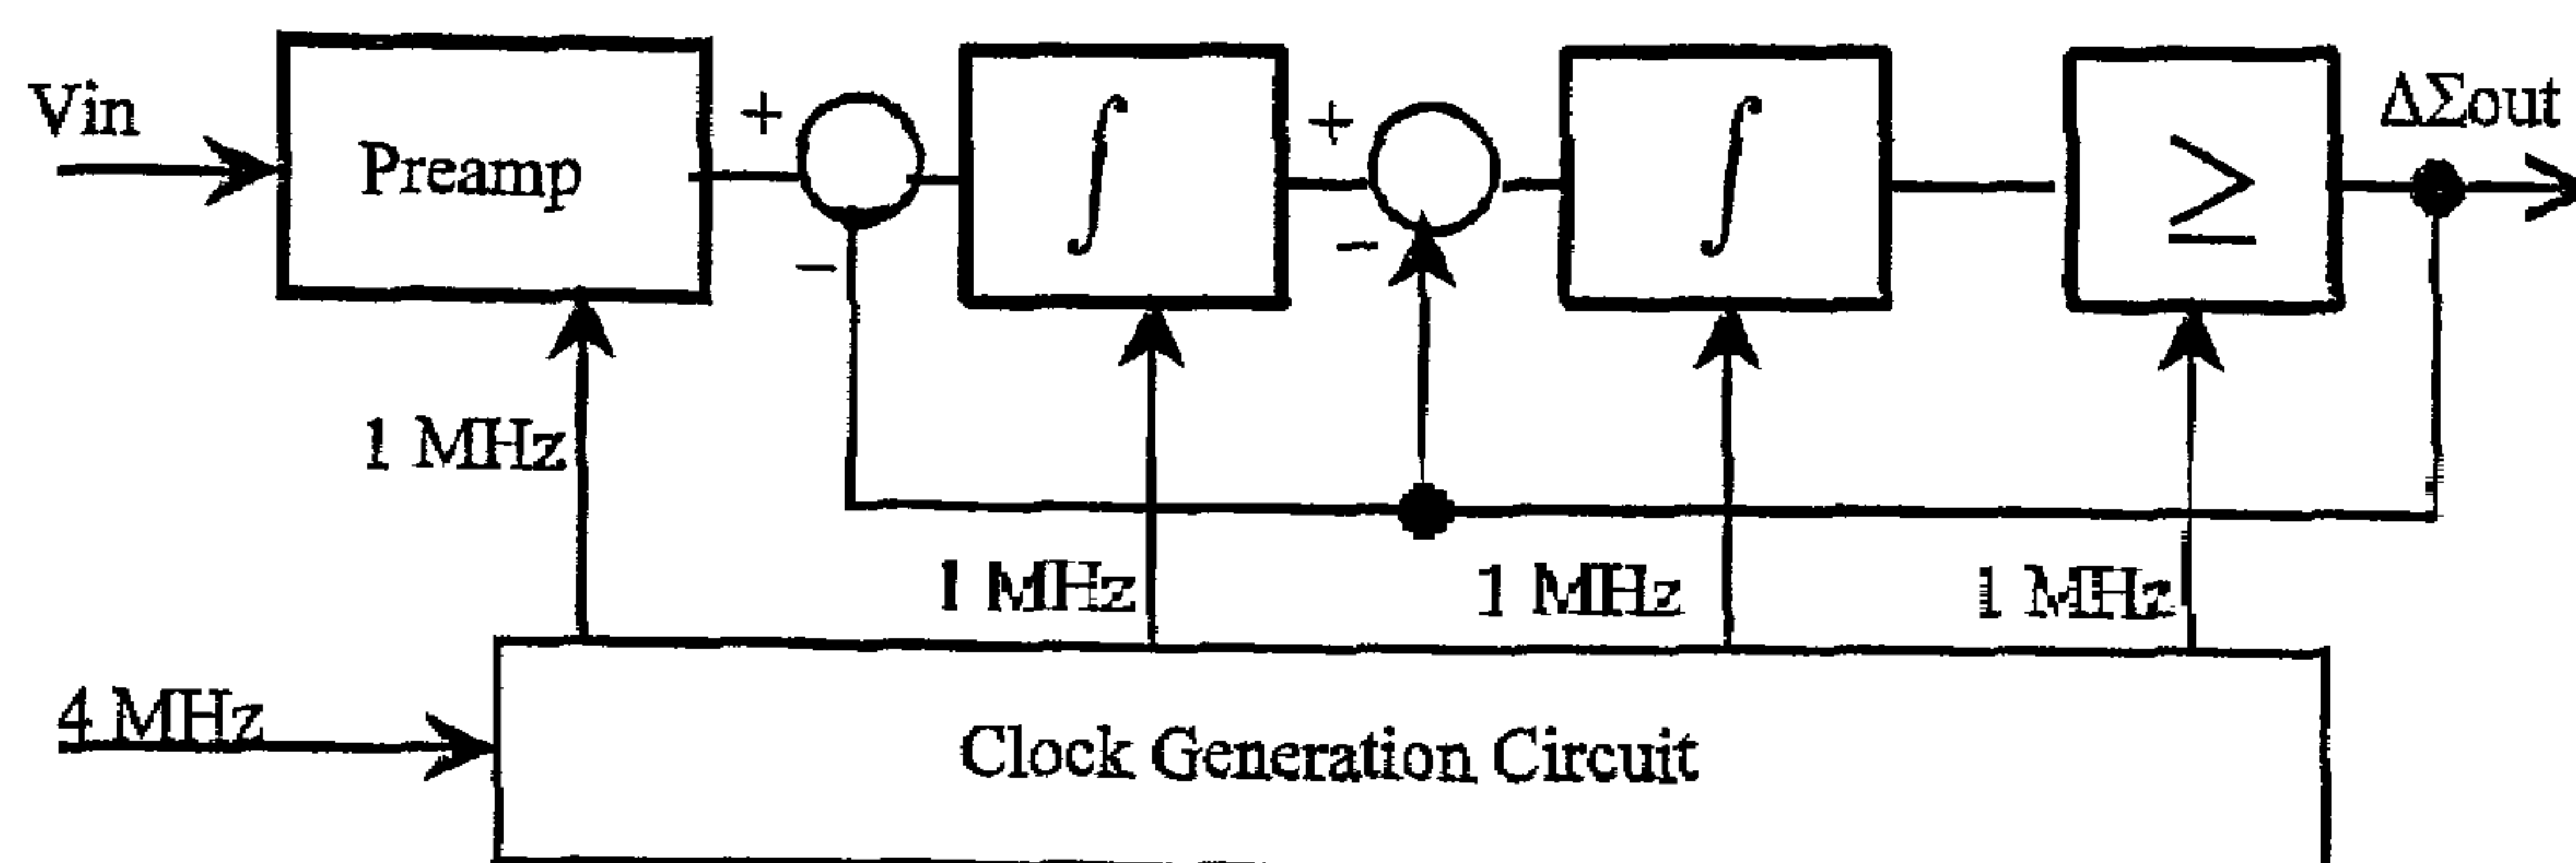 Vin
Preamp
+
−
∫
+
−
∫
≥
ΔΣout
1 MHz
1 MHz
1 MHz
1 MHz
4 MHz
Clock Generation Circuit